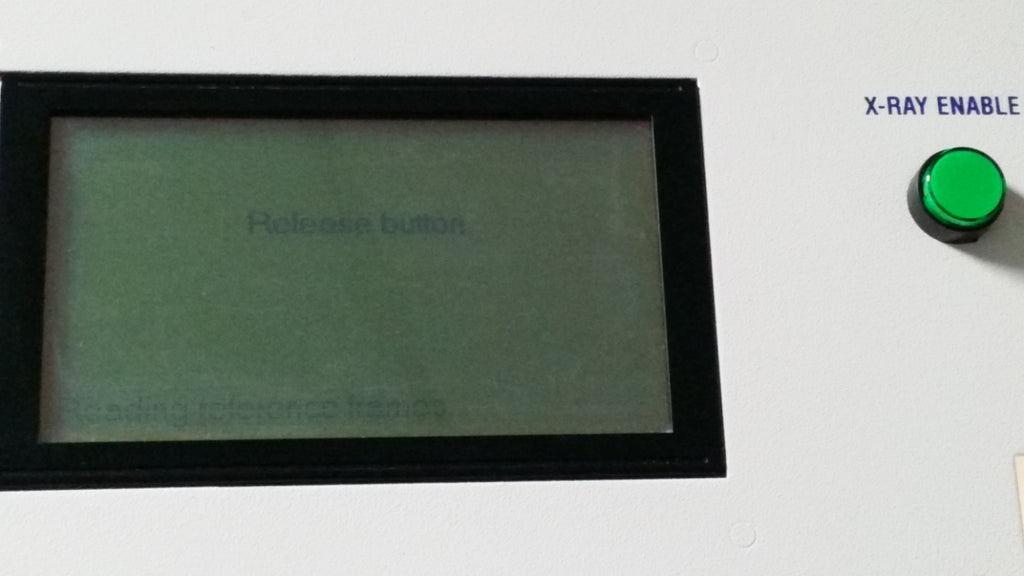 X-RAY ENABLE
Release button
Reading reference frames.